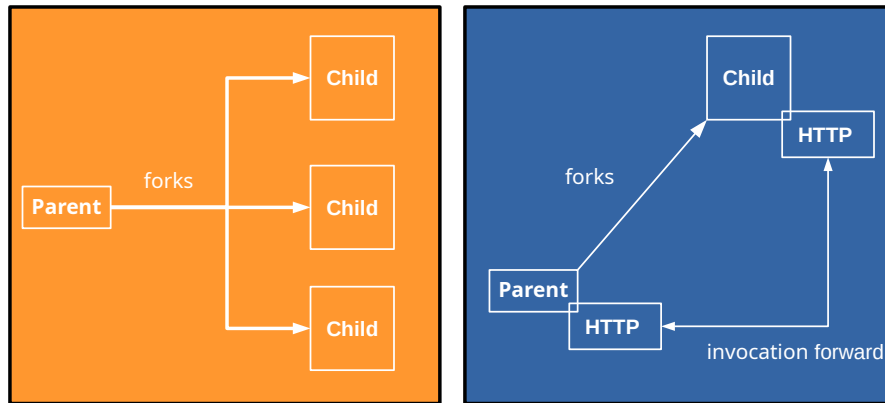 Child
forks
Parent
Child
Child
Child
HTTP
forks
Parent
HTTP
invocation forward